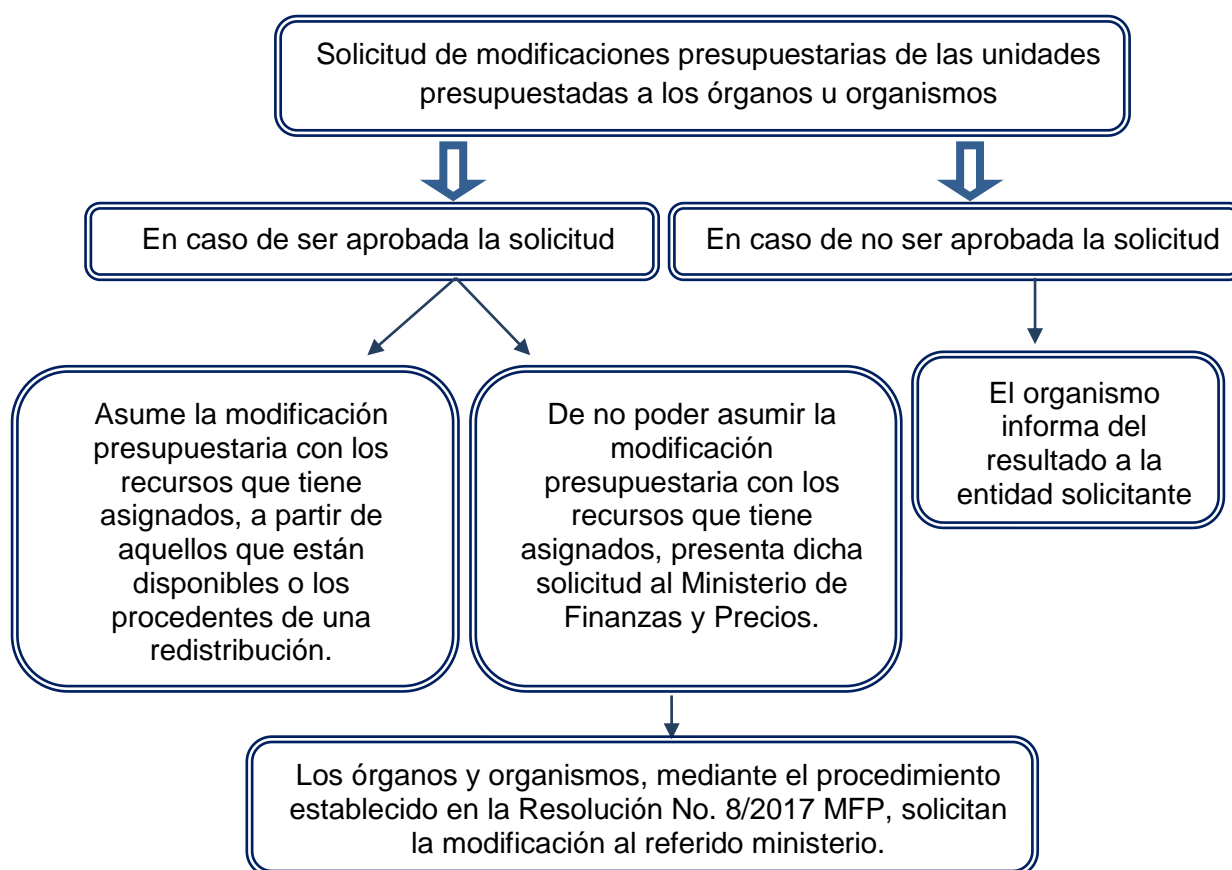 Solicitud de modificaciones presupuestarias de las unidades
presupuestadas a los órganos u organismos
En caso de ser aprobada la solicitud
En caso de no ser aprobada la solicitud
Asume la modificación
presupuestaria con los
recursos que tiene
asignados, a partir de
aquellos que están
disponibles o los
procedentes de una
redistribución.
De no poder asumir la
modificación
presupuestaria con los
recursos que tiene
asignados, presenta dicha
solicitud al Ministerio de
Finanzas y Precios.
El organismo
informa del
resultado a la
entidad solicitante
Los órganos y organismos, mediante el procedimiento
establecido en la Resolución No. 8/2017 MFP, solicitan
la modificación al referido ministerio.